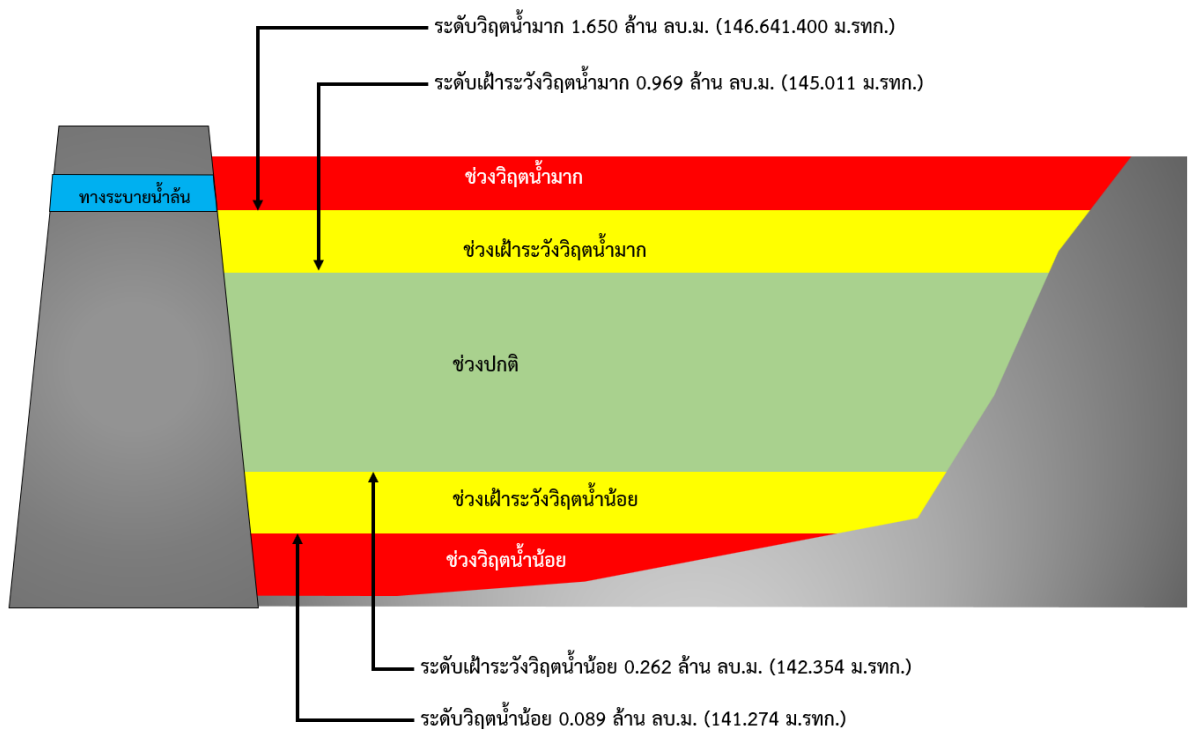 ระดับวิฤตน้ำมาก 1.650 ล้าน ลบ.ม. (146.641.400 ม.รทก.)
ระดับเฝ้าระวังวิฤตน้ำมาก 0.969 ล้าน ลบ.ม. (145.011 ม.รทก.)
ช่วงวิฤตน้ำมาก
ทางระบายน้ำล้น
ช่วงเฝ้าระวังวิฤตน้ำมาก
ช่วงปกติ
ช่วงเฝ้าระวังวิฤตน้ำน้อย
ช่วงวิฤตน้ำน้อย
ระดับเฝ้าระวังวิฤตน้ำน้อย 0.262 ล้าน ลบ.ม. (142.354 ม.รทก.)
ระดับวิฤตน้ำน้อย 0.089 ล้าน ลบ.ม. (141.274 ม.รทก.)